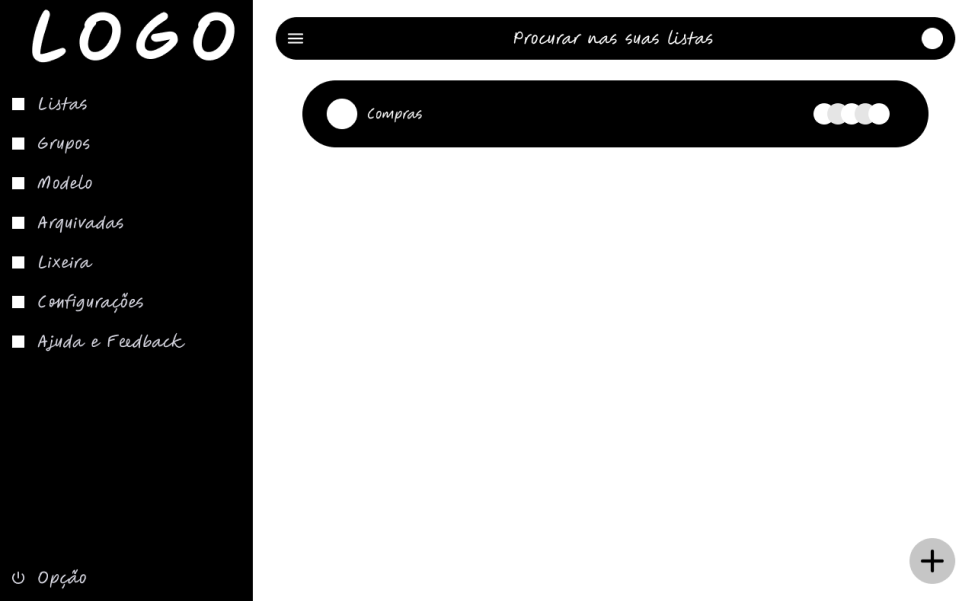 LOGO
Listas
Grupos
Modelo
Arquivadas
Lixeira
Configurações
Ajuda e Feedback
Opção
Procurar nas suas listas
Compras